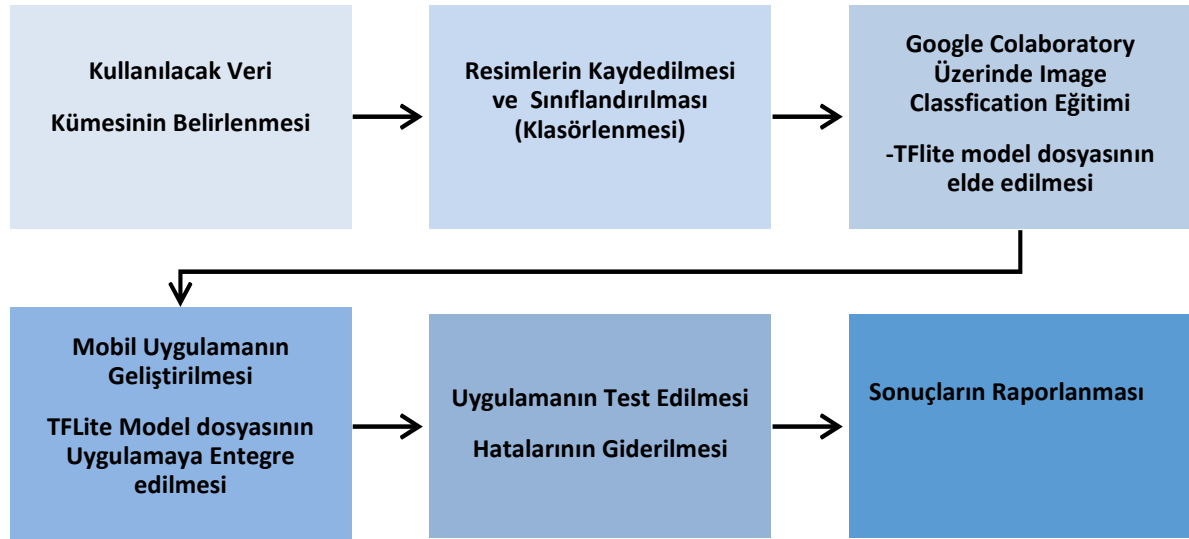 Kullanılacak Veri
Kümesinin Belirlenmesi
Resimlerin Kaydedilmesi
ve Sınıflandırılması
(Klasörlenmesi)
Google Colaboratory
Üzerinde Image
Classfication Eğitimi
-TFlite model dosyasının
elde edilmesi
Mobil Uygulamanın
Geliştirilmesi
TFLite Model dosyasının
Uygulamaya Entegre
edilmesi
Uygulamanın Test Edilmesi
Hatalarının Giderilmesi
Sonuçların Raporlanması